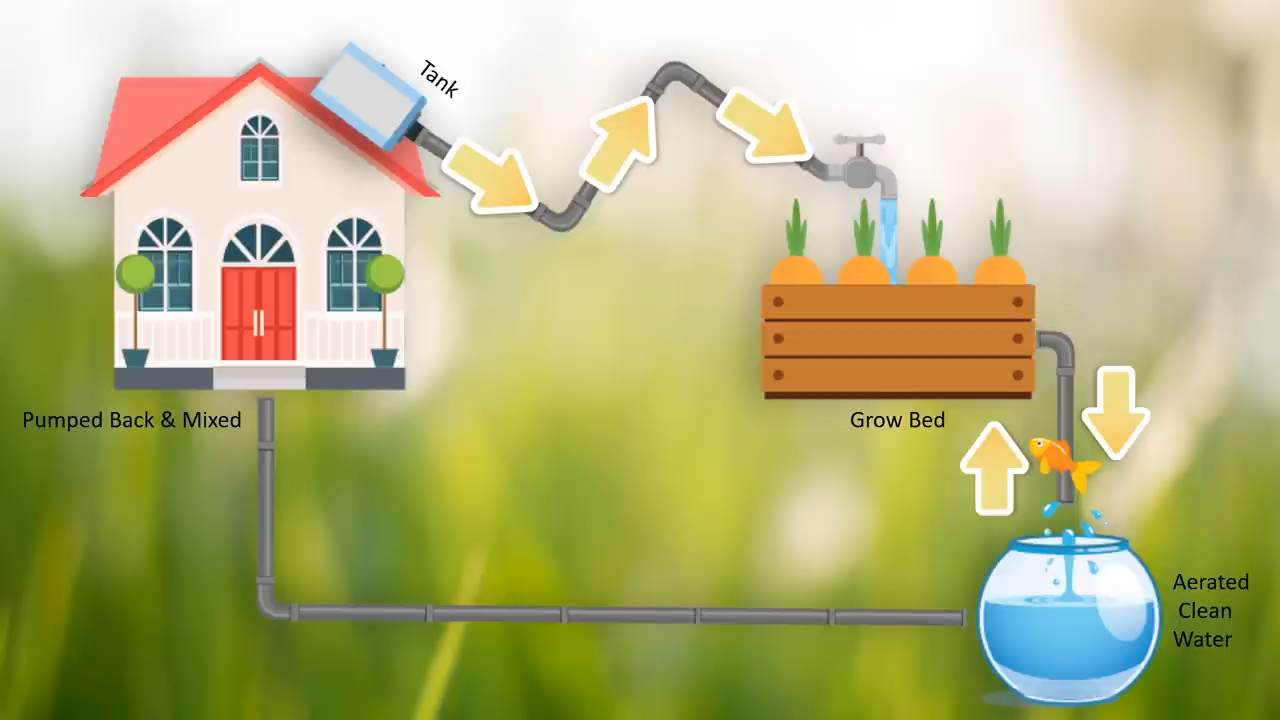 Tank
Pumped Back & Mixed
Grow Bed
Aerated
Clean
Water